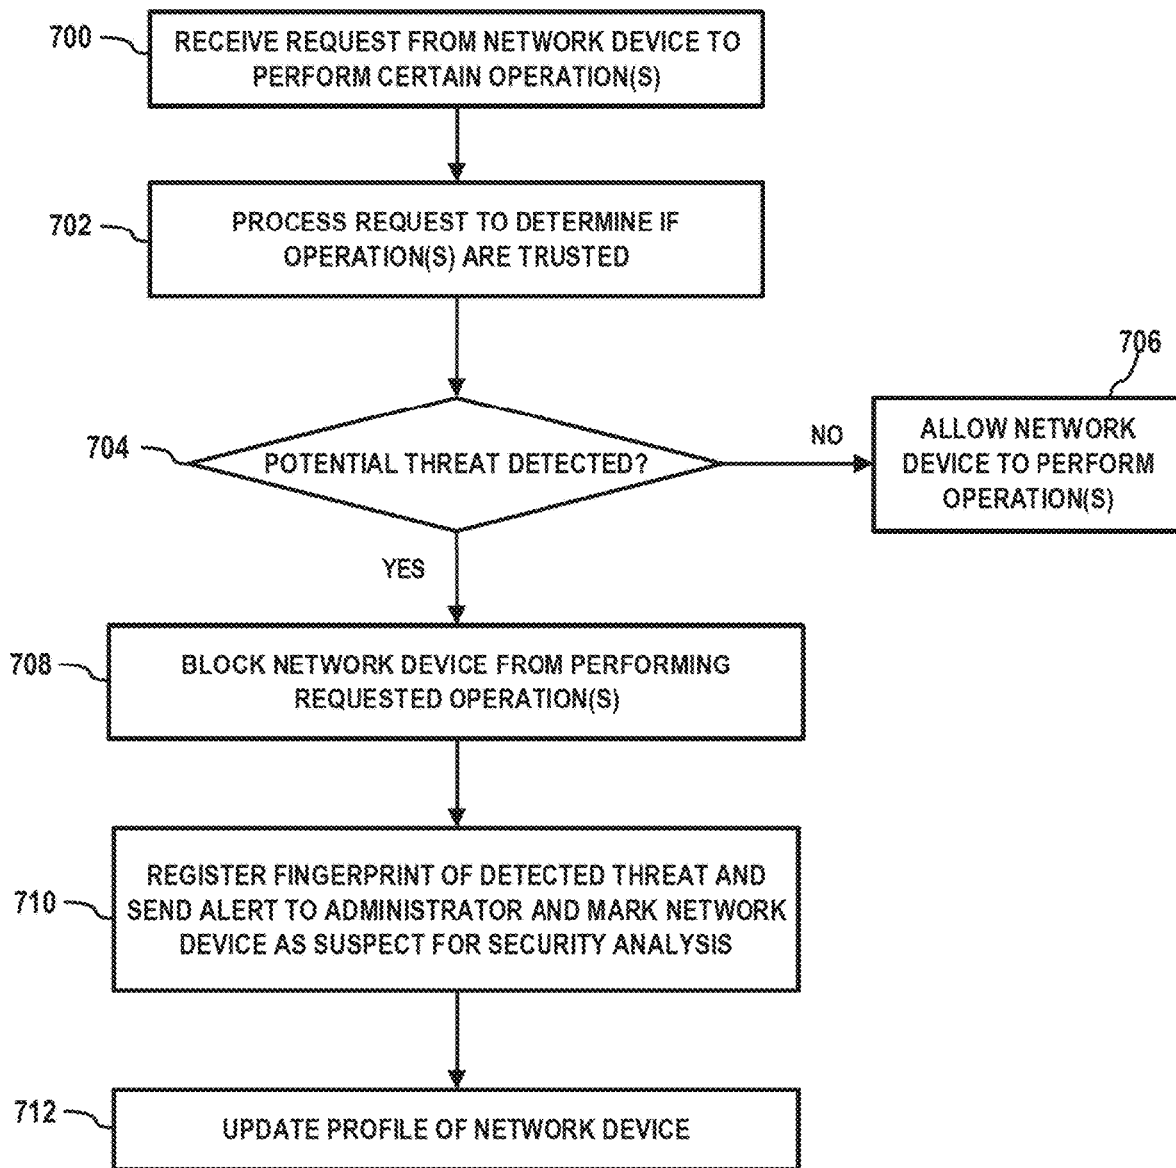 700
RECEIVE REQUEST FROM NETWORK DEVICE TO
PERFORM CERTAIN OPERATION(S)
702
PROCESS REQUEST TO DETERMINE IF
OPERATION(S) ARE TRUSTED
704
POTENTIAL THREAT DETECTED?
NO
706
ALLOW NETWORK
DEVICE TO PERFORM
OPERATION(S)
YES
708
BLOCK NETWORK DEVICE FROM PERFORMING
REQUESTED OPERATION(S)
710
REGISTER FINGERPRINT OF DETECTED THREAT AND
SEND ALERT TO ADMINISTRATOR AND MARK NETWORK
DEVICE AS SUSPECT FOR SECURITY ANALYSIS
712
UPDATE PROFILE OF NETWORK DEVICE